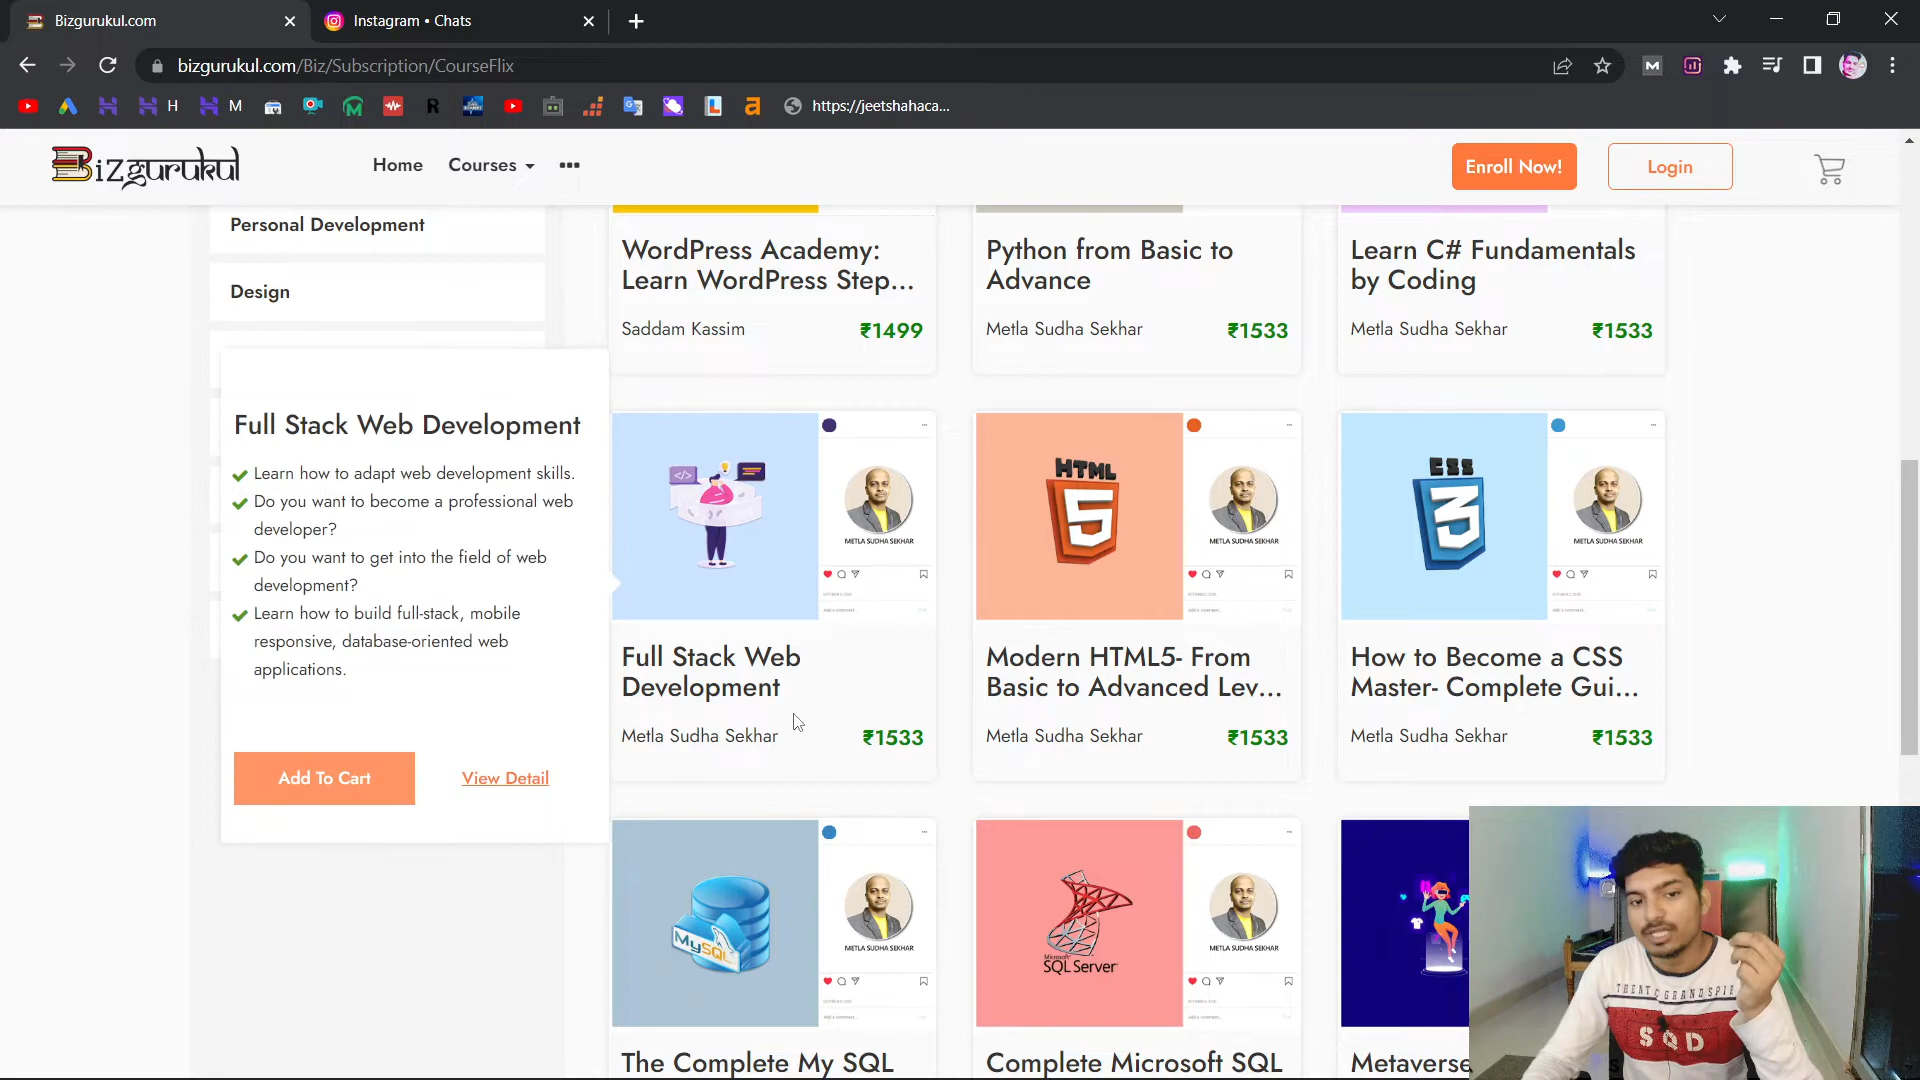 Bizgurukul.com
Instagram • Chats
bizgurukul.com/Biz/Subscription/CourseFlix
H
M
R
https://jeetshahaca...
Bizgurukul
Home
Courses
Enroll Now!
Login
Personal Development
Design
WordPress Academy:
Learn WordPress Step...
Saddam Kassim
₹1499
Python from Basic to
Advance
Metla Sudha Sekhar
₹1533
Learn C# Fundamentals
by Coding
Metla Sudha Sekhar
₹1533
Full Stack Web Development
Learn how to adapt web development skills.
Do you want to become a professional web
developer?
Do you want to get into the field of web
development?
Learn how to build full-stack, mobile
responsive, database-oriented web
applications.
Add To Cart
View Detail
METLA SUDHA SEKHAR
Full Stack Web
Development
Metla Sudha Sekhar
₹1533
HTML
5
METLA SUDHA SEKHAR
Modern HTML5- From
Basic to Advanced Lev...
Metla Sudha Sekhar
₹1533
CSS
3
METLA SUDHA SEKHAR
How to Become a CSS
Master- Complete Gui...
Metla Sudha Sekhar
₹1533
MySQL
METLA SUDHA SEKHAR
The Complete My SQL
Microsoft
SQL Server
METLA SUDHA SEKHAR
Complete Microsoft SQL
Metaverse